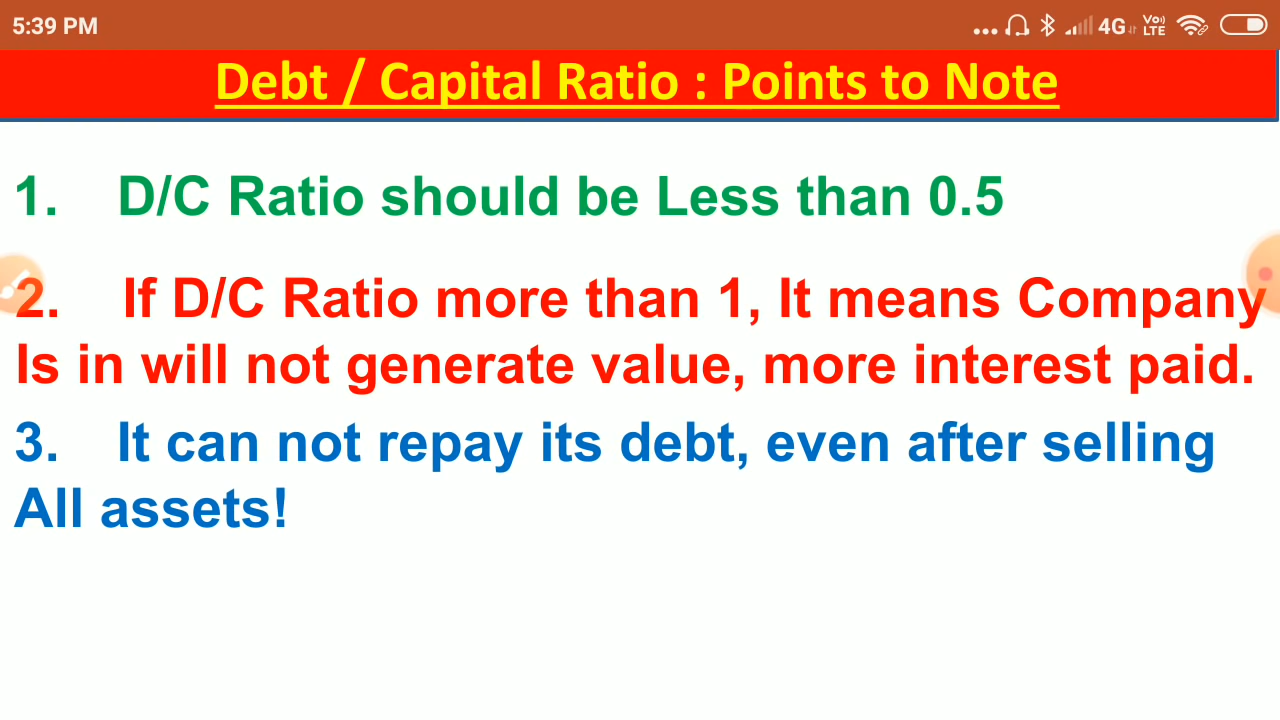 5:39 PM
4G Vo) LTE
Debt / Capital Ratio : Points to Note
1. D/C Ratio should be Less than 0.5
2. If D/C Ratio more than 1, It means Company
Is in will not generate value, more interest paid.
3. It can not repay its debt, even after selling
All assets!